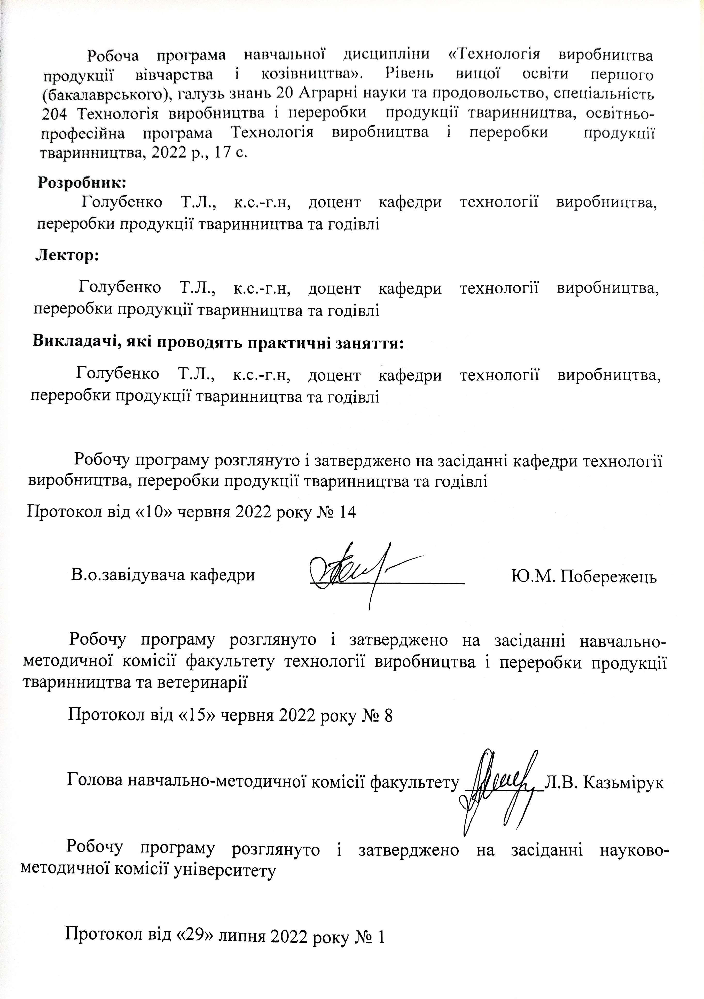 Робоча програма навчальної дисципліни «Технологія виробництва
продукції вівчарства і козівництва». Рівень вищої освіти першого
(бакалаврського), галузь знань 20 Аграрні науки та продовольство, спеціальність
204 Технологія виробництва і переробки продукції тваринництва, освітньо-
професійна програма Технологія виробництва і переробки продукції
тваринництва, 2022 р., 17 с.
Розробник:
Голубенко Т.Л., к.с.-г.н, доцент кафедри технології виробництва,
переробки продукції тваринництва та годівлі
Лектор:
Голубенко Т.Л., к.с.-г.н, доцент кафедри технології виробництва,
переробки продукції тваринництва та годівлі
Викладачі, які проводять практичні заняття:
Голубенко Т.Л., к.с.-г.н, доцент кафедри технології виробництва,
переробки продукції тваринництва та годівлі
Робочу програму розглянуто і затверджено на засіданні кафедри технології
виробництва, переробки продукції тваринництва та годівлі
Протокол від «10» червня 2022 року № 14
В.о.завідувача кафедри Ю.М. Побережець
Робочу програму розглянуто і затверджено на засіданні навчально-
методичної комісії факультету технології виробництва і переробки продукції
тваринництва та ветеринарії
Протокол від «15» червня 2022 року № 8
Голова навчально-методичної комісії факультету Л.В. Казьмірук
Робочу програму розглянуто і затверджено на засіданні науково-
методичної комісії університету
Протокол від «29» липня 2022 року № 1